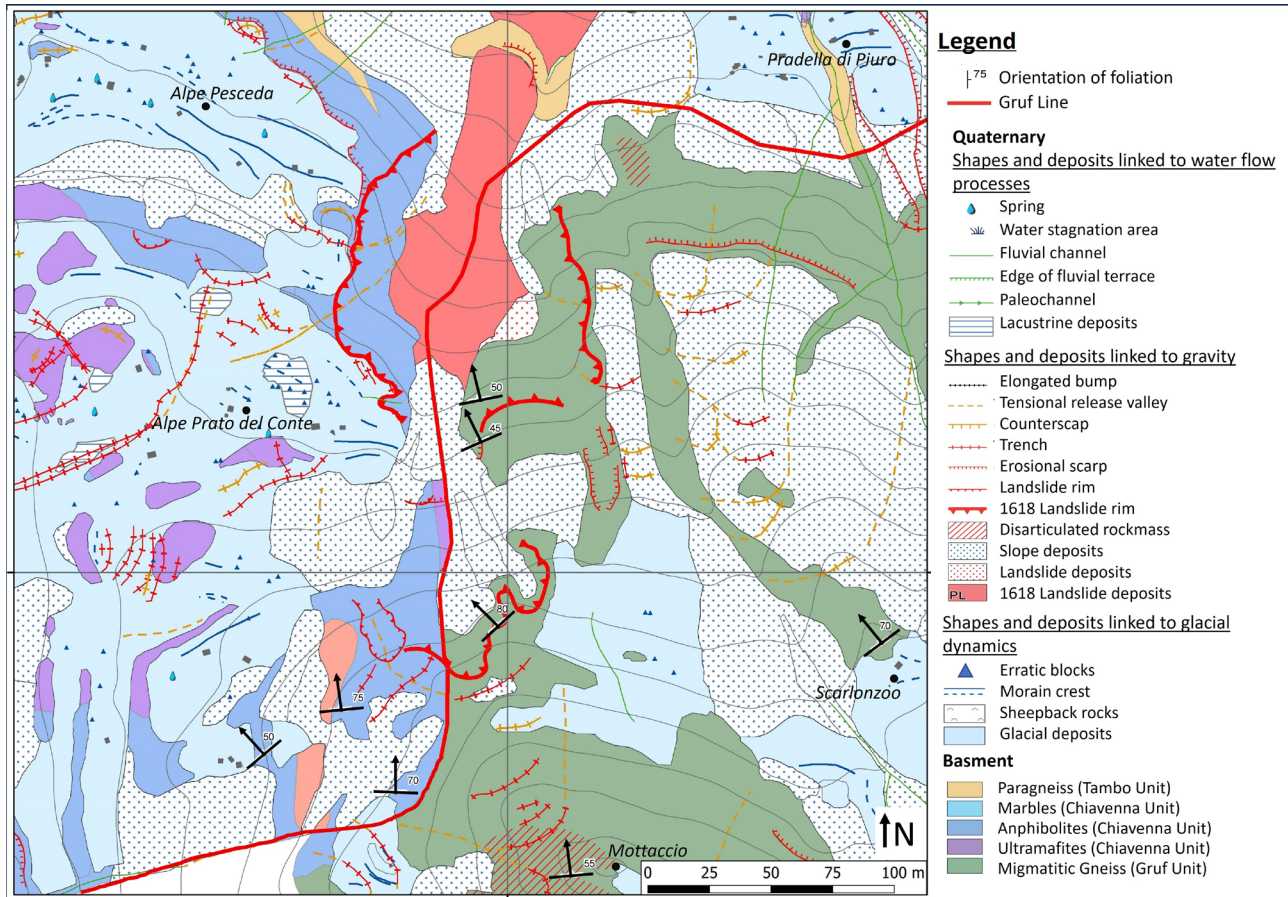 Pradella di Piuro
Alpe Pesceda
Alpe Prato del Conte
50
45
80
70
Scarlonzoo
75
50
70
Mottaccio
55
N
0 25 50 75 100 m
Legend
75 Orientation of foliation
Gruf Line
Quaternary
Shapes and deposits linked to water flow
processes
Spring
Water stagnation area
Fluvial channel
Edge of fluvial terrace
Paleochannel
Lacustrine deposits
Shapes and deposits linked to gravity
Elongated bump
Tensional release valley
Counterscap
Trench
Erosional scarp
Landslide rim
1618 Landslide rim
Disarticulated rockmass
Slope deposits
Landslide deposits
PL 1618 Landslide deposits
Shapes and deposits linked to glacial
dynamics
Erratic blocks
Morain crest
Sheepback rocks
Glacial deposits
Basment
Paragneiss (Tambo Unit)
Marbles (Chiavenna Unit)
Anphibolites (Chiavenna Unit)
Ultramafites (Chiavenna Unit)
Migmatitic Gneiss (Gruf Unit)